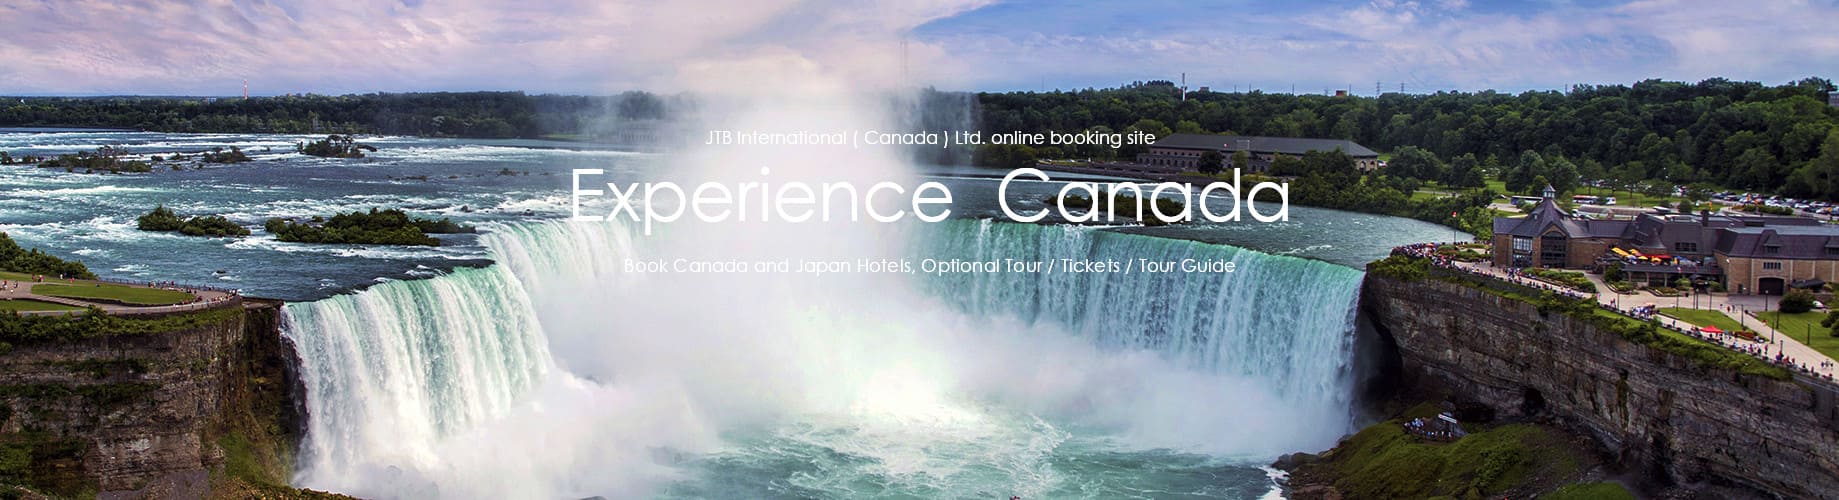 JTB International ( Canada ) Ltd. online booking site
Experience Canada
Book Canada and Japan Hotels, Optional Tour / Tickets / Tour Guide